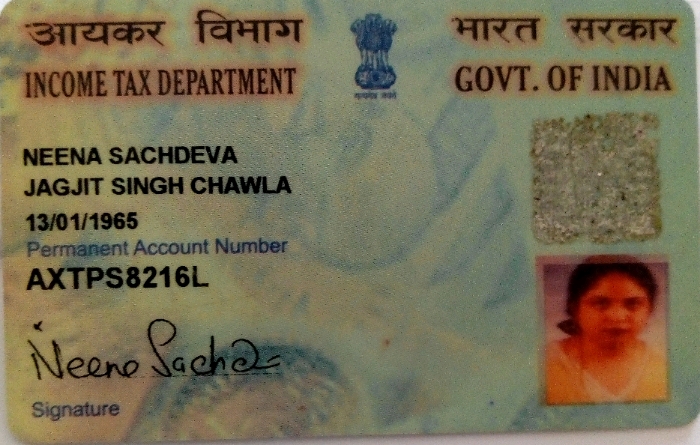 आयकर विभाग
INCOME TAX DEPARTMENT
भारत सरकार
GOVT. OF INDIA
NEENA SACHDEVA
JAGJIT SINGH CHAWLA
13/01/1965
Permanent Account Number
AXTPS8216L
Neena Sachd
Signature